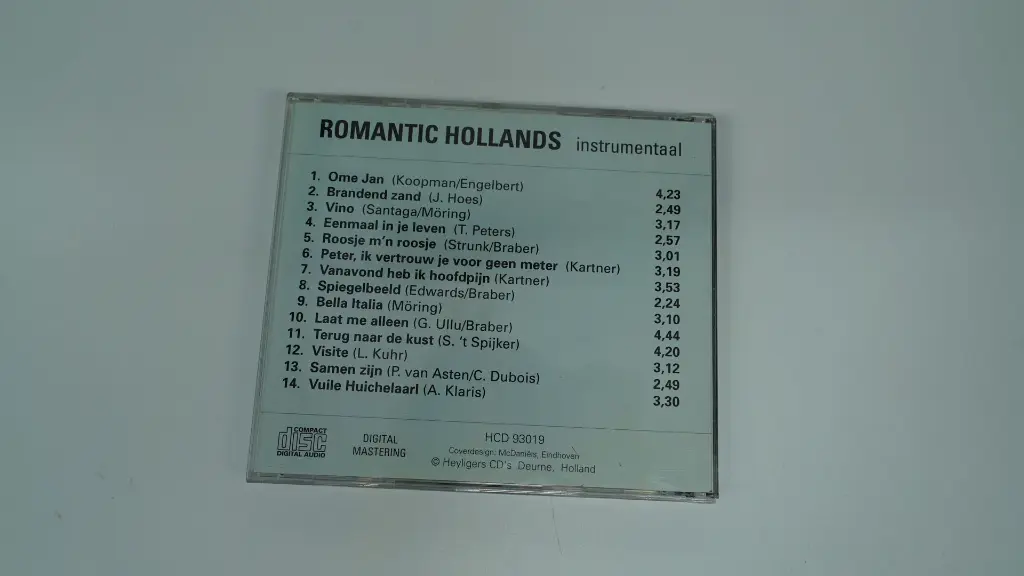 ROMANTIC HOLLANDS instrumentaal
1. Ome Jan (Koopman/Engelbert) 4,23
2. Brandend zand (J. Hoes) 2,49
3. Vino (Santaga/Möring) 3,17
4. Eenmaal in je leven (T. Peters) 2,57
5. Roosje m'n roosje (Strunk/Braber) 3,01
6. Peter, ik vertrouw je voor geen meter (Kartner) 3,19
7. Vanavond heb ik hoofdpijn (Kartner) 3,53
8. Spiegelbeeld (Edwards/Braber) 2,24
9. Bella Italia (Möring) 3,10
10. Laat me alleen (G. Ullu/Braber) 4,44
11. Terug naar de kust (S. 't Spijker) 4,20
12. Visite (L. Kuhr) 3,12
13. Samen zijn (P. van Asten/C. Dubois) 2,49
14. Vuile Huichelaarl (A. Klaris) 3,30
COMPACT
disc
DIGITAL AUDIO
DIGITAL
MASTERING
HCD 93019
Coverdesign: McDaniëls, Eindhoven
© Heyligers CD's Deurne, Holland